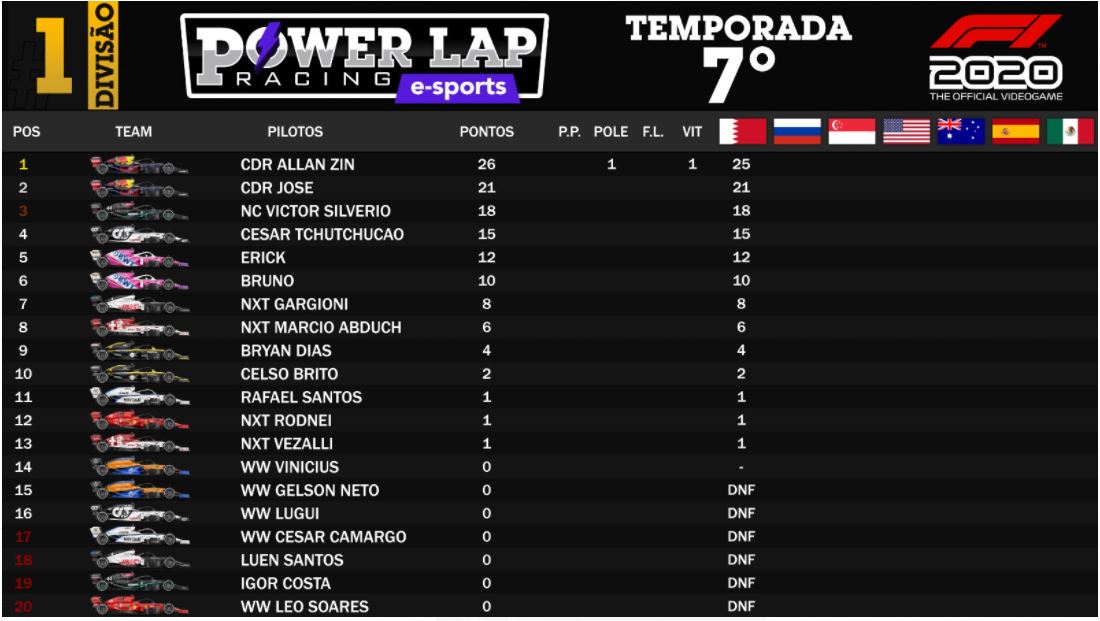 #1 DIVISÃO
POWER LAP
RACING
e-sports
TEMPORADA
7º
F1 TM
2020
THE OFFICIAL VIDEOGAME
POS TEAM PILOTOS PONTOS P.P. POLE F.L. VIT
1 CDR ALLAN ZIN 26 1 1 25
2 CDR JOSE 21 21
3 NC VICTOR SILVERIO 18 18
4 CESAR TCHUTCHUCAO 15 15
5 ERICK 12 12
6 BRUNO 10 10
7 NXT GARGIONI 8 8
8 NXT MARCIO ABDUCH 6 6
9 BRYAN DIAS 4 4
10 CELSO BRITO 2 2
11 RAFAEL SANTOS 1 1
12 NXT RODNEI 1 1
13 NXT VEZALLI 1 1
14 WW VINICIUS 0 -
15 WW GELSON NETO 0 DNF
16 WW LUGUI 0 DNF
17 WW CESAR CAMARGO 0 DNF
18 LUEN SANTOS 0 DNF
19 IGOR COSTA 0 DNF
20 WW LEO SOARES 0 DNF